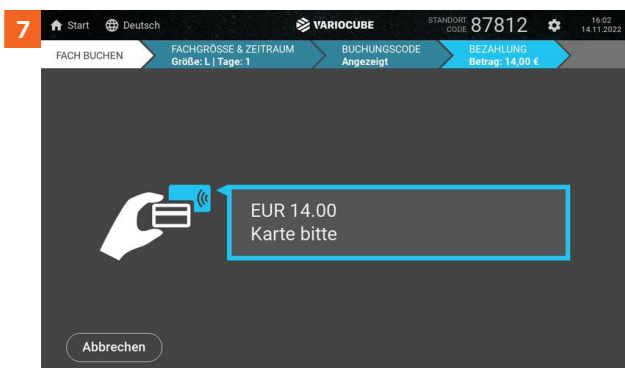 7
Start
Deutsch
VARIOCUBE
STANDORT
CODE
87812
16:02
14.11.2022
FACH BUCHEN
FACHGRÖSSE & ZEITRAUM
Größe: L | Tage: 1
BUCHUNGSCODE
Angezeigt
BEZAHLUNG
Betrag: 14,00 €
EUR 14.00
Karte bitte
Abbrechen